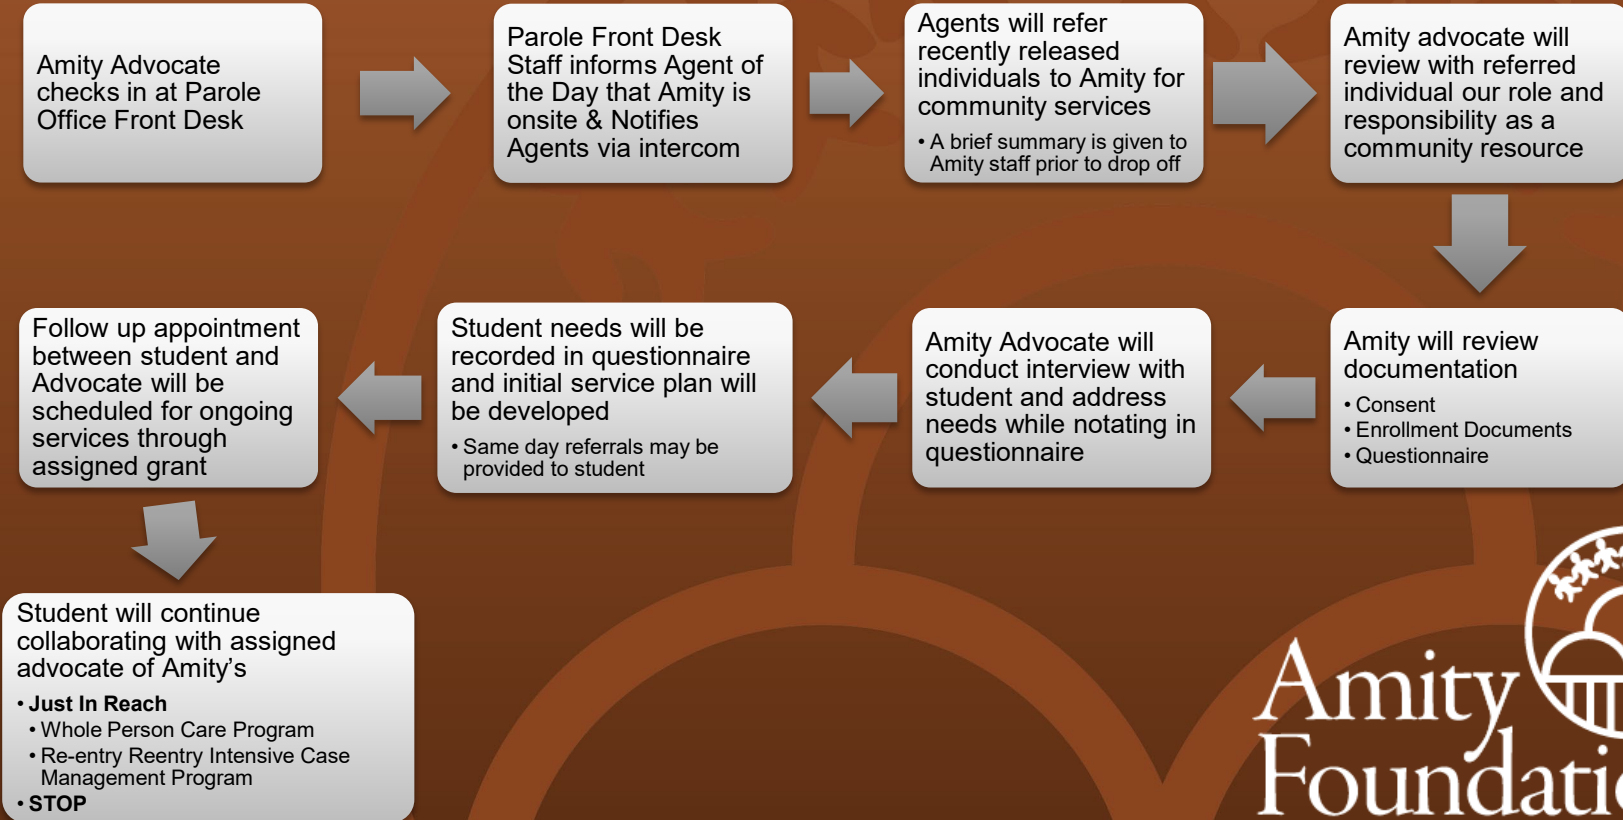 Amity Advocate
checks in at Parole
Office Front Desk
Parole Front Desk
Staff informs Agent of
the Day that Amity is
onsite & Notifies
Agents via intercom
Agents will refer
recently released
individuals to Amity for
community services
• A brief summary is given to
Amity staff prior to drop off
Amity advocate will
review with referred
individual our role and
responsibility as a
community resource
Amity will review
documentation
• Consent
• Enrollment Documents
• Questionnaire
Amity Advocate will
conduct interview with
student and address
needs while notating in
questionnaire
Student needs will be
recorded in questionnaire
and initial service plan will
be developed
• Same day referrals may be
provided to student
Follow up appointment
between student and
Advocate will be
scheduled for ongoing
services through
assigned grant
Student will continue
collaborating with assigned
advocate of Amity's
• Just In Reach
• Whole Person Care Program
• Re-entry Reentry Intensive Case
Management Program
• STOP
Amity